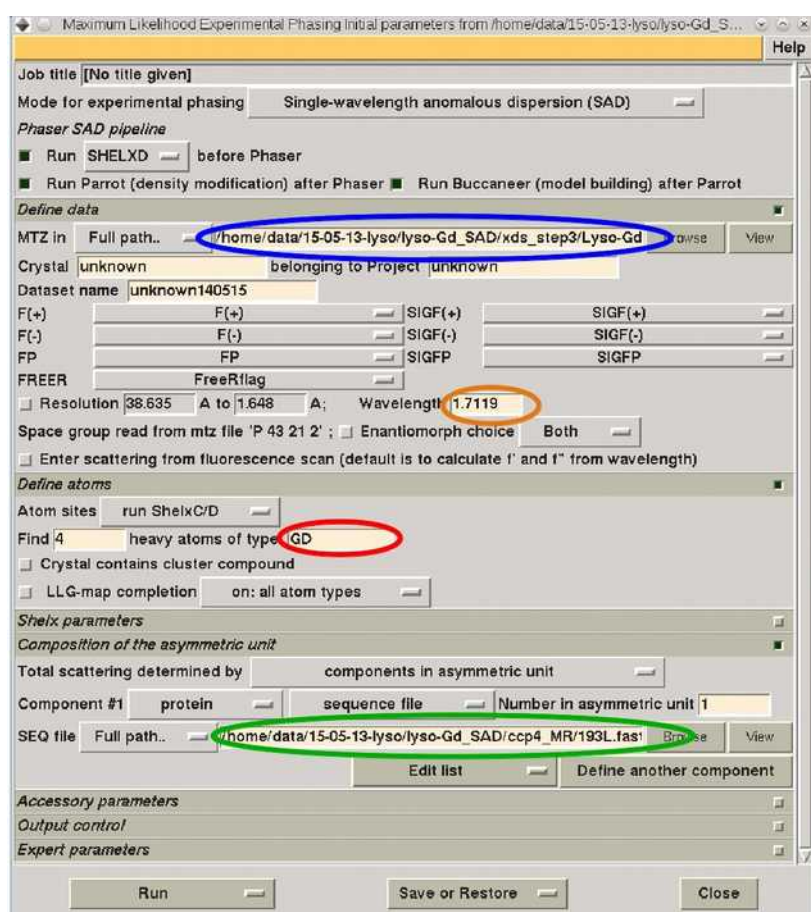 Maximum Likelihood Experimental Phasing Initial parameters from /home/data/15-05-13-lyso/lyso-Gd_S...
Help
Job title [No title given]
Mode for experimental phasing Single-wavelength anomalous dispersion (SAD)
Phaser SAD pipeline
Run SHELXD before Phaser
Run Parrot (density modification) after Phaser Run Buccaneer (model building) after Parrot
Define data
MTZ in Full path.. /home/data/15-05-13-lyso/lyso-Gd_SAD/xds_step3/Lyso-Gd Browse View
Crystal unknown belonging to Project unknown
Dataset name unknown140515
F(+) F(+) SIGF(+) SIGF(+)
F(-) F(-) SIGF(-) SIGF(-)
FP FP SIGFP SIGFP
FREER FreeRflag
Resolution 38.635 A to 1.648 A; Wavelength 1.7119
Space group read from mtz file 'P 43 21 2' ; Enantiomorph choice Both
Enter scattering from fluorescence scan (default is to calculate f' and f" from wavelength)
Define atoms
Atom sites run ShelxC/D
Find 4 heavy atoms of type GD
Crystal contains cluster compound
LLG-map completion on: all atom types
Shelx parameters
Composition of the asymmetric unit
Total scattering determined by components in asymmetric unit
Component #1 protein sequence file Number in asymmetric unit 1
SEQ file Full path.. /home/data/15-05-13-lyso/lyso-Gd_SAD/ccp4_MR/193L.fast Browse View
Edit list Define another component
Accessory parameters
Output control
Expert parameters
Run Save or Restore Close